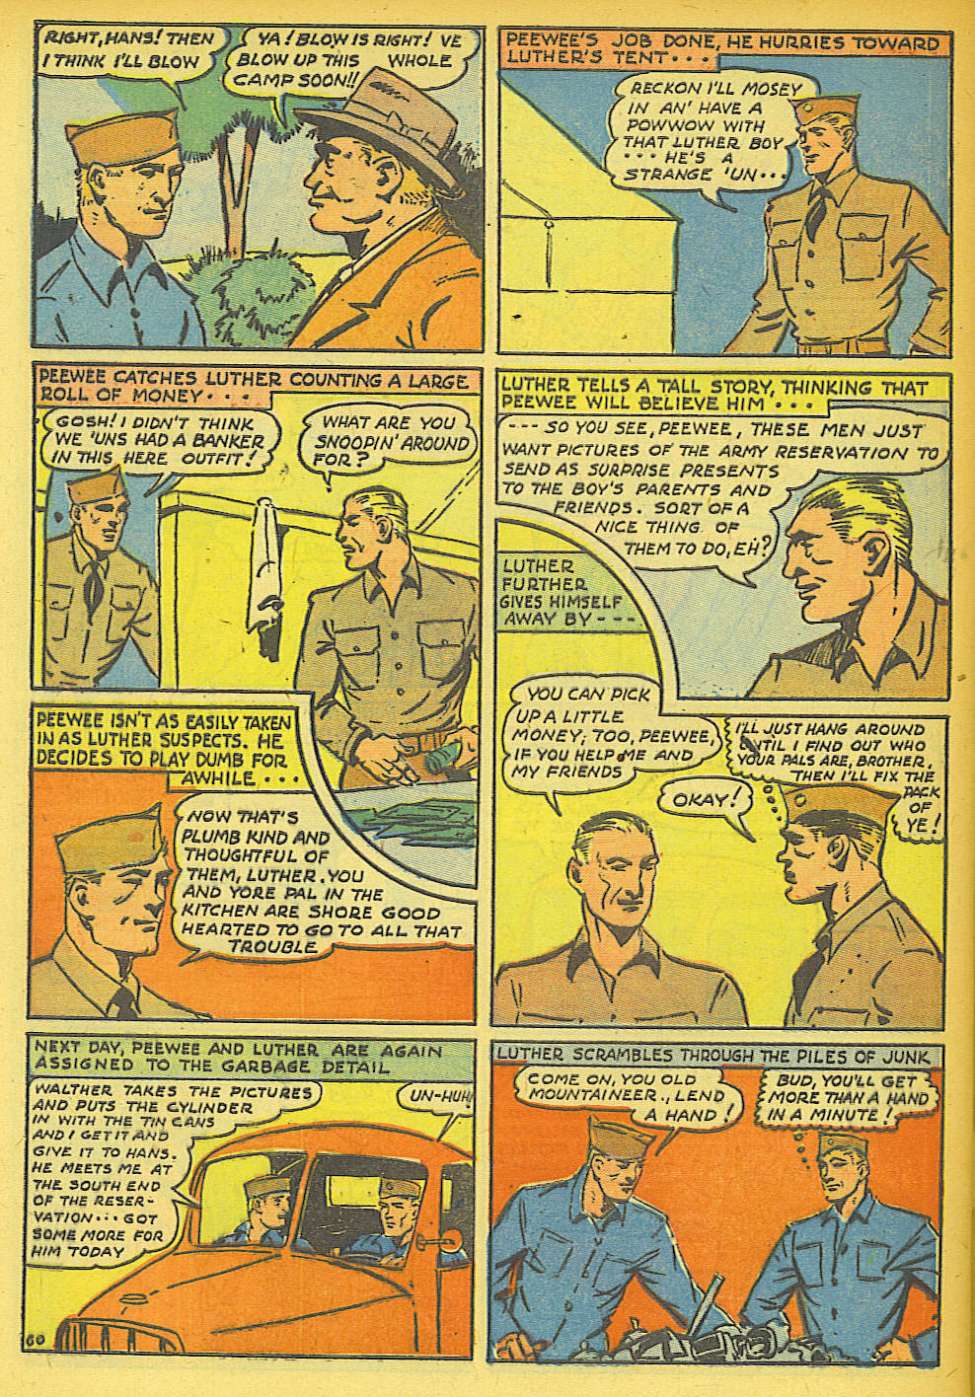 RIGHT, HANS! THEN
I THINK I'LL BLOW
YA! BLOW IS RIGHT! VE
BLOW UP THIS WHOLE
CAMP SOON!!
PEEWEE'S JOB DONE, HE HURRIES TOWARD
LUTHER'S TENT • • •
RECKON I'LL MOSEY
IN AN' HAVE A
POWWOW WITH
THAT LUTHER BOY
• • • HE'S A
STRANGE 'UN • • •
PEEWEE CATCHES LUTHER COUNTING A LARGE
ROLL OF MONEY • • •
GOSH! I DIDN'T THINK
WE 'UNS HAD A BANKER
IN THIS HERE OUTFIT!
WHAT ARE YOU
SNOOPIN' AROUND
FOR?
LUTHER TELLS A TALL STORY, THINKING THAT
PEEWEE WILL BELIEVE HIM • • •
--- SO YOU SEE, PEEWEE, THESE MEN JUST
WANT PICTURES OF THE ARMY RESERVATION TO
SEND AS SURPRISE PRESENTS
TO THE BOY'S PARENTS AND
FRIENDS. SORT OF A
NICE THING OF
THEM TO DO, EH?
PEEWEE ISN'T AS EASILY TAKEN
IN AS LUTHER SUSPECTS. HE
DECIDES TO PLAY DUMB FOR
AWHILE • • •
NOW THAT'S
PLUMB KIND AND
THOUGHTFUL OF
THEM, LUTHER. YOU
AND YORE PAL IN THE
KITCHEN ARE SHORE GOOD
HEARTED TO GO TO ALL THAT
TROUBLE
LUTHER
FURTHER
GIVES HIMSELF
AWAY BY ---
YOU CAN PICK
UP A LITTLE
MONEY, TOO, PEEWEE,
IF YOU HELP ME AND
MY FRIENDS
OKAY!
I'LL JUST HANG AROUND
UNTIL I FIND OUT WHO
YOUR PALS ARE, BROTHER.
THEN I'LL FIX THE
PACK
OF
YE!
NEXT DAY, PEEWEE AND LUTHER ARE AGAIN
ASSIGNED TO THE GARBAGE DETAIL
WALTHER TAKES THE PICTURES
AND PUTS THE CYLINDER
IN WITH THE TIN CANS
AND I GET IT AND
GIVE IT TO HANS.
HE MEETS ME AT
THE SOUTH END
OF THE RESER-
VATION • • • GOT
SOME MORE FOR
HIM TODAY
UN-HUH!
60
LUTHER SCRAMBLES THROUGH THE PILES OF JUNK
COME ON, YOU OLD
MOUNTAINEER., LEND
A HAND!
BUD, YOU'LL GET
MORE THAN A HAND
IN A MINUTE!